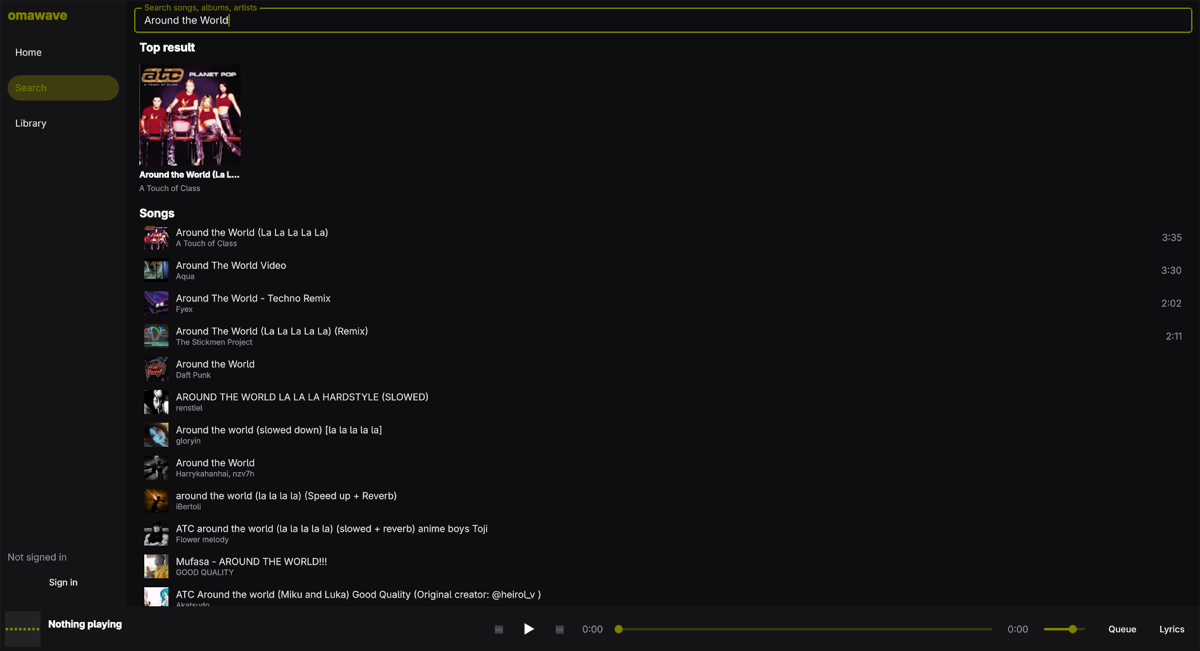 omawave
Home
Search
Library
Not signed in
Sign in
Search songs, albums, artists
Around the World
Top result
atc PLANET POP
A TOUCH OF CLASS
Around the World (La L...
A Touch of Class
Songs
Around the World (La La La La La)
A Touch of Class
3:35
Around The World Video
Aqua
3:30
Around The World - Techno Remix
Fyex
2:02
Around The World (La La La La La) (Remix)
The Stickmen Project
2:11
Around the World
Daft Punk
AROUND THE WORLD LA LA LA HARDSTYLE (SLOWED)
renstiel
Around the world (slowed down) [la la la la la]
gloryin
Around the World
Harrykahanhai, nzv7h
around the world (la la la la) (Speed up + Reverb)
iBertoli
ATC around the world (la la la la la) (slowed + reverb) anime boys Toji
Flower melody
Mufasa - AROUND THE WORLD!!!
GOOD QUALITY
ATC Around the world (Miku and Luka) Good Quality (Original creator: @heirol_v )
Akatsudo
Nothing playing
0:00
0:00
Queue
Lyrics